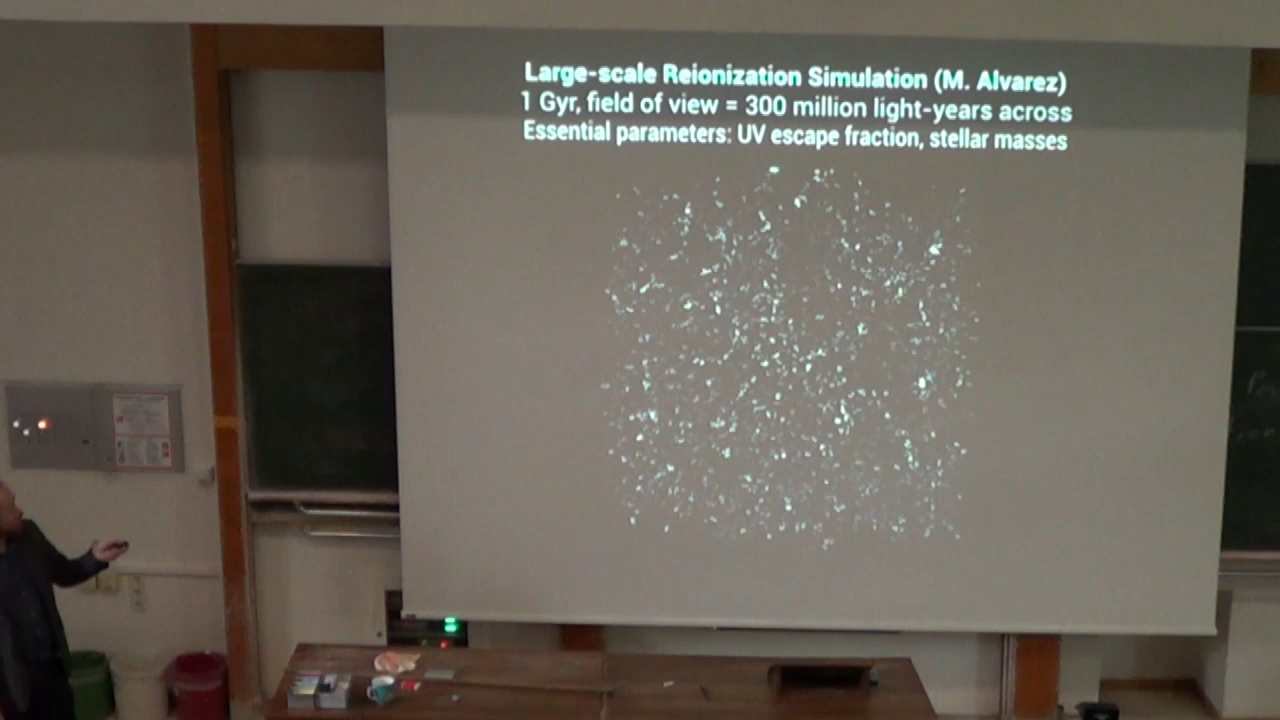 Large-scale Reionization Simulation (M. Alvarez)
1 Gyr, field of view = 300 million light-years across
Essential parameters: UV escape fraction, stellar masses